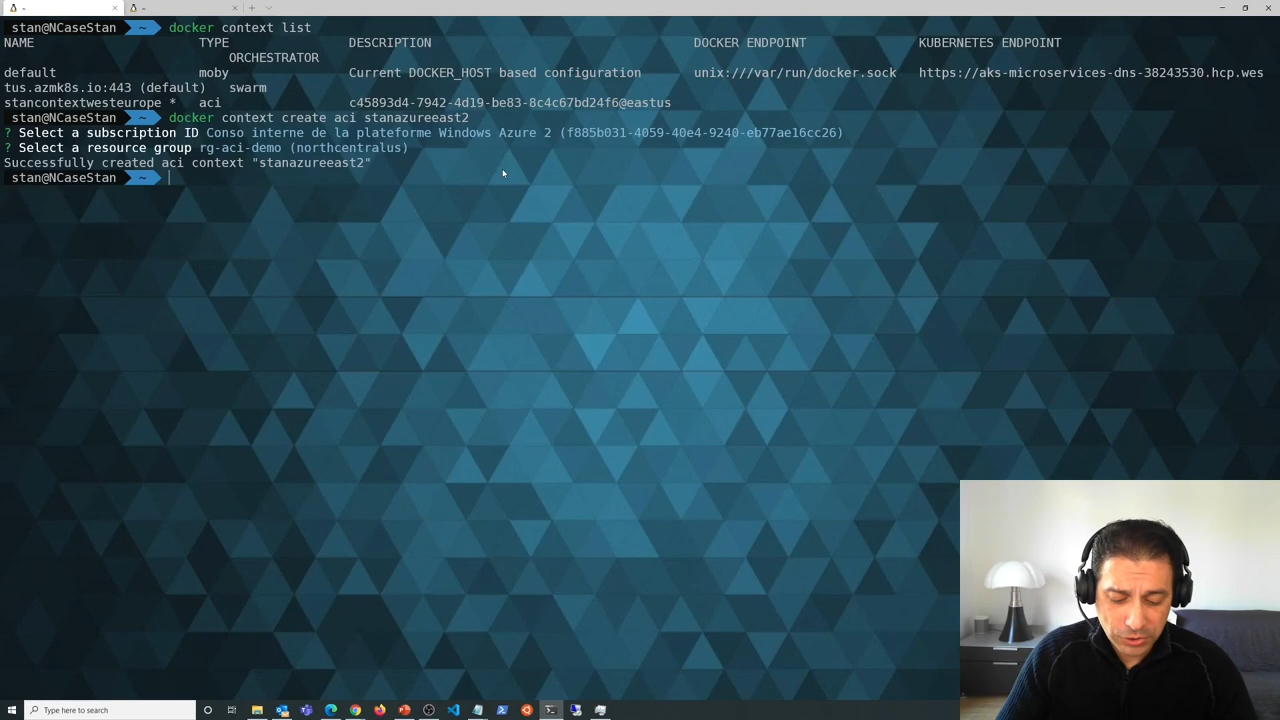 stan@NCaseStan ~ docker context list
NAME TYPE DESCRIPTION DOCKER ENDPOINT KUBERNETES ENDPOINT
ORCHESTRATOR
default moby Current DOCKER_HOST based configuration unix:///var/run/docker.sock https://aks-microservices-dns-38243530.hcp.wes
tus.azmk8s.io:443 (default) swarm
stancontextwesteurope * aci c45893d4-7942-4d19-be83-8c4c67bd24f6@eastus
stan@NCaseStan ~ docker context create aci stanazureeast2
? Select a subscription ID Conso interne de la plateforme Windows Azure 2 (f885b031-4059-40e4-9240-eb77ae16cc26)
? Select a resource group rg-aci-demo (northcentralus)
Successfully created aci context "stanazureeast2"
stan@NCaseStan ~
Type here to search